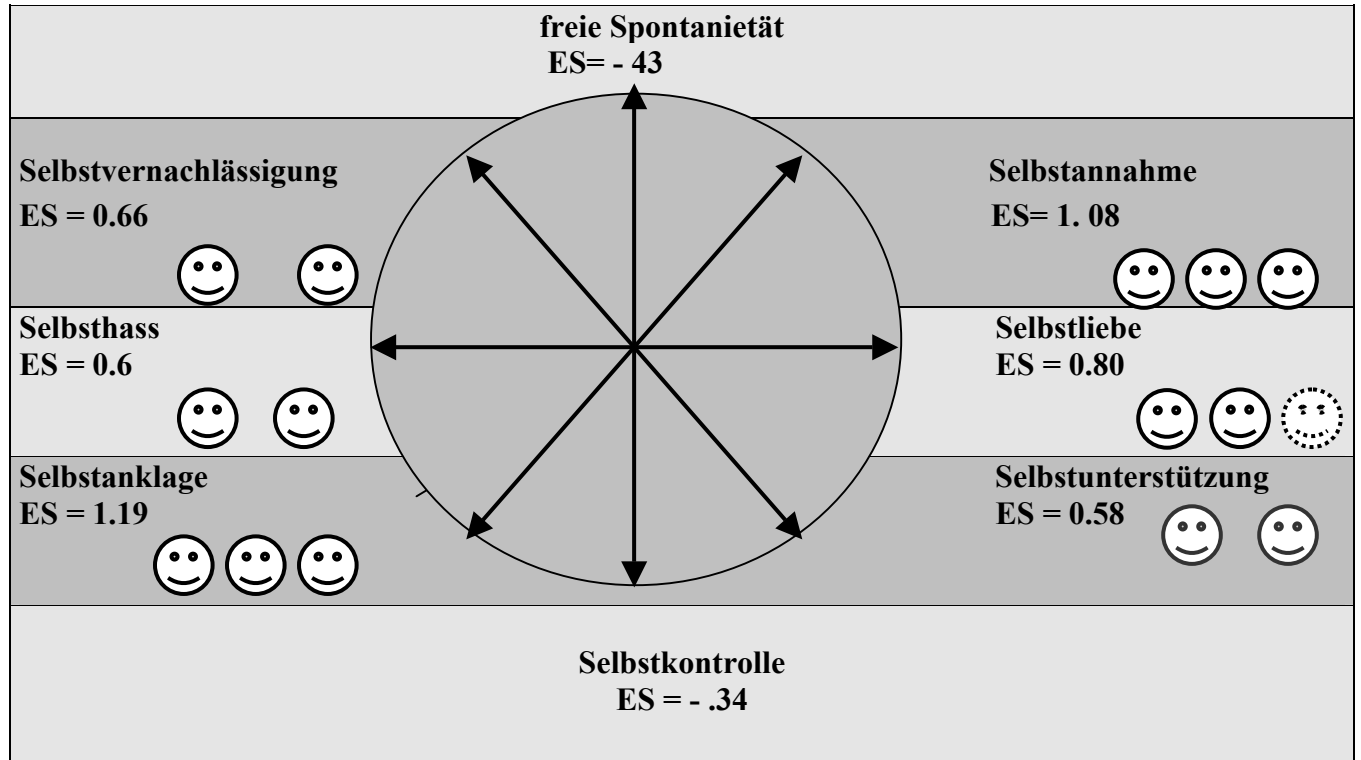 freie Spontanietät
ES= - 43
Selbstvernachlässigung
ES = 0.66
Selbstannahme
ES= 1. 08
Selbsthass
ES = 0.6
Selbstliebe
ES = 0.80
Selbstanklage
ES = 1.19
Selbstunterstützung
ES = 0.58
Selbstkontrolle
ES = - .34